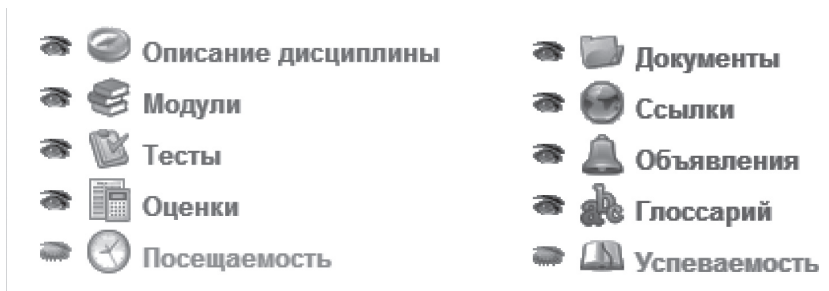 Описание дисциплины
Модули
Тесты
Оценки
Посещаемость
Документы
Ссылки
Объявления
Глоссарий
Успеваемость